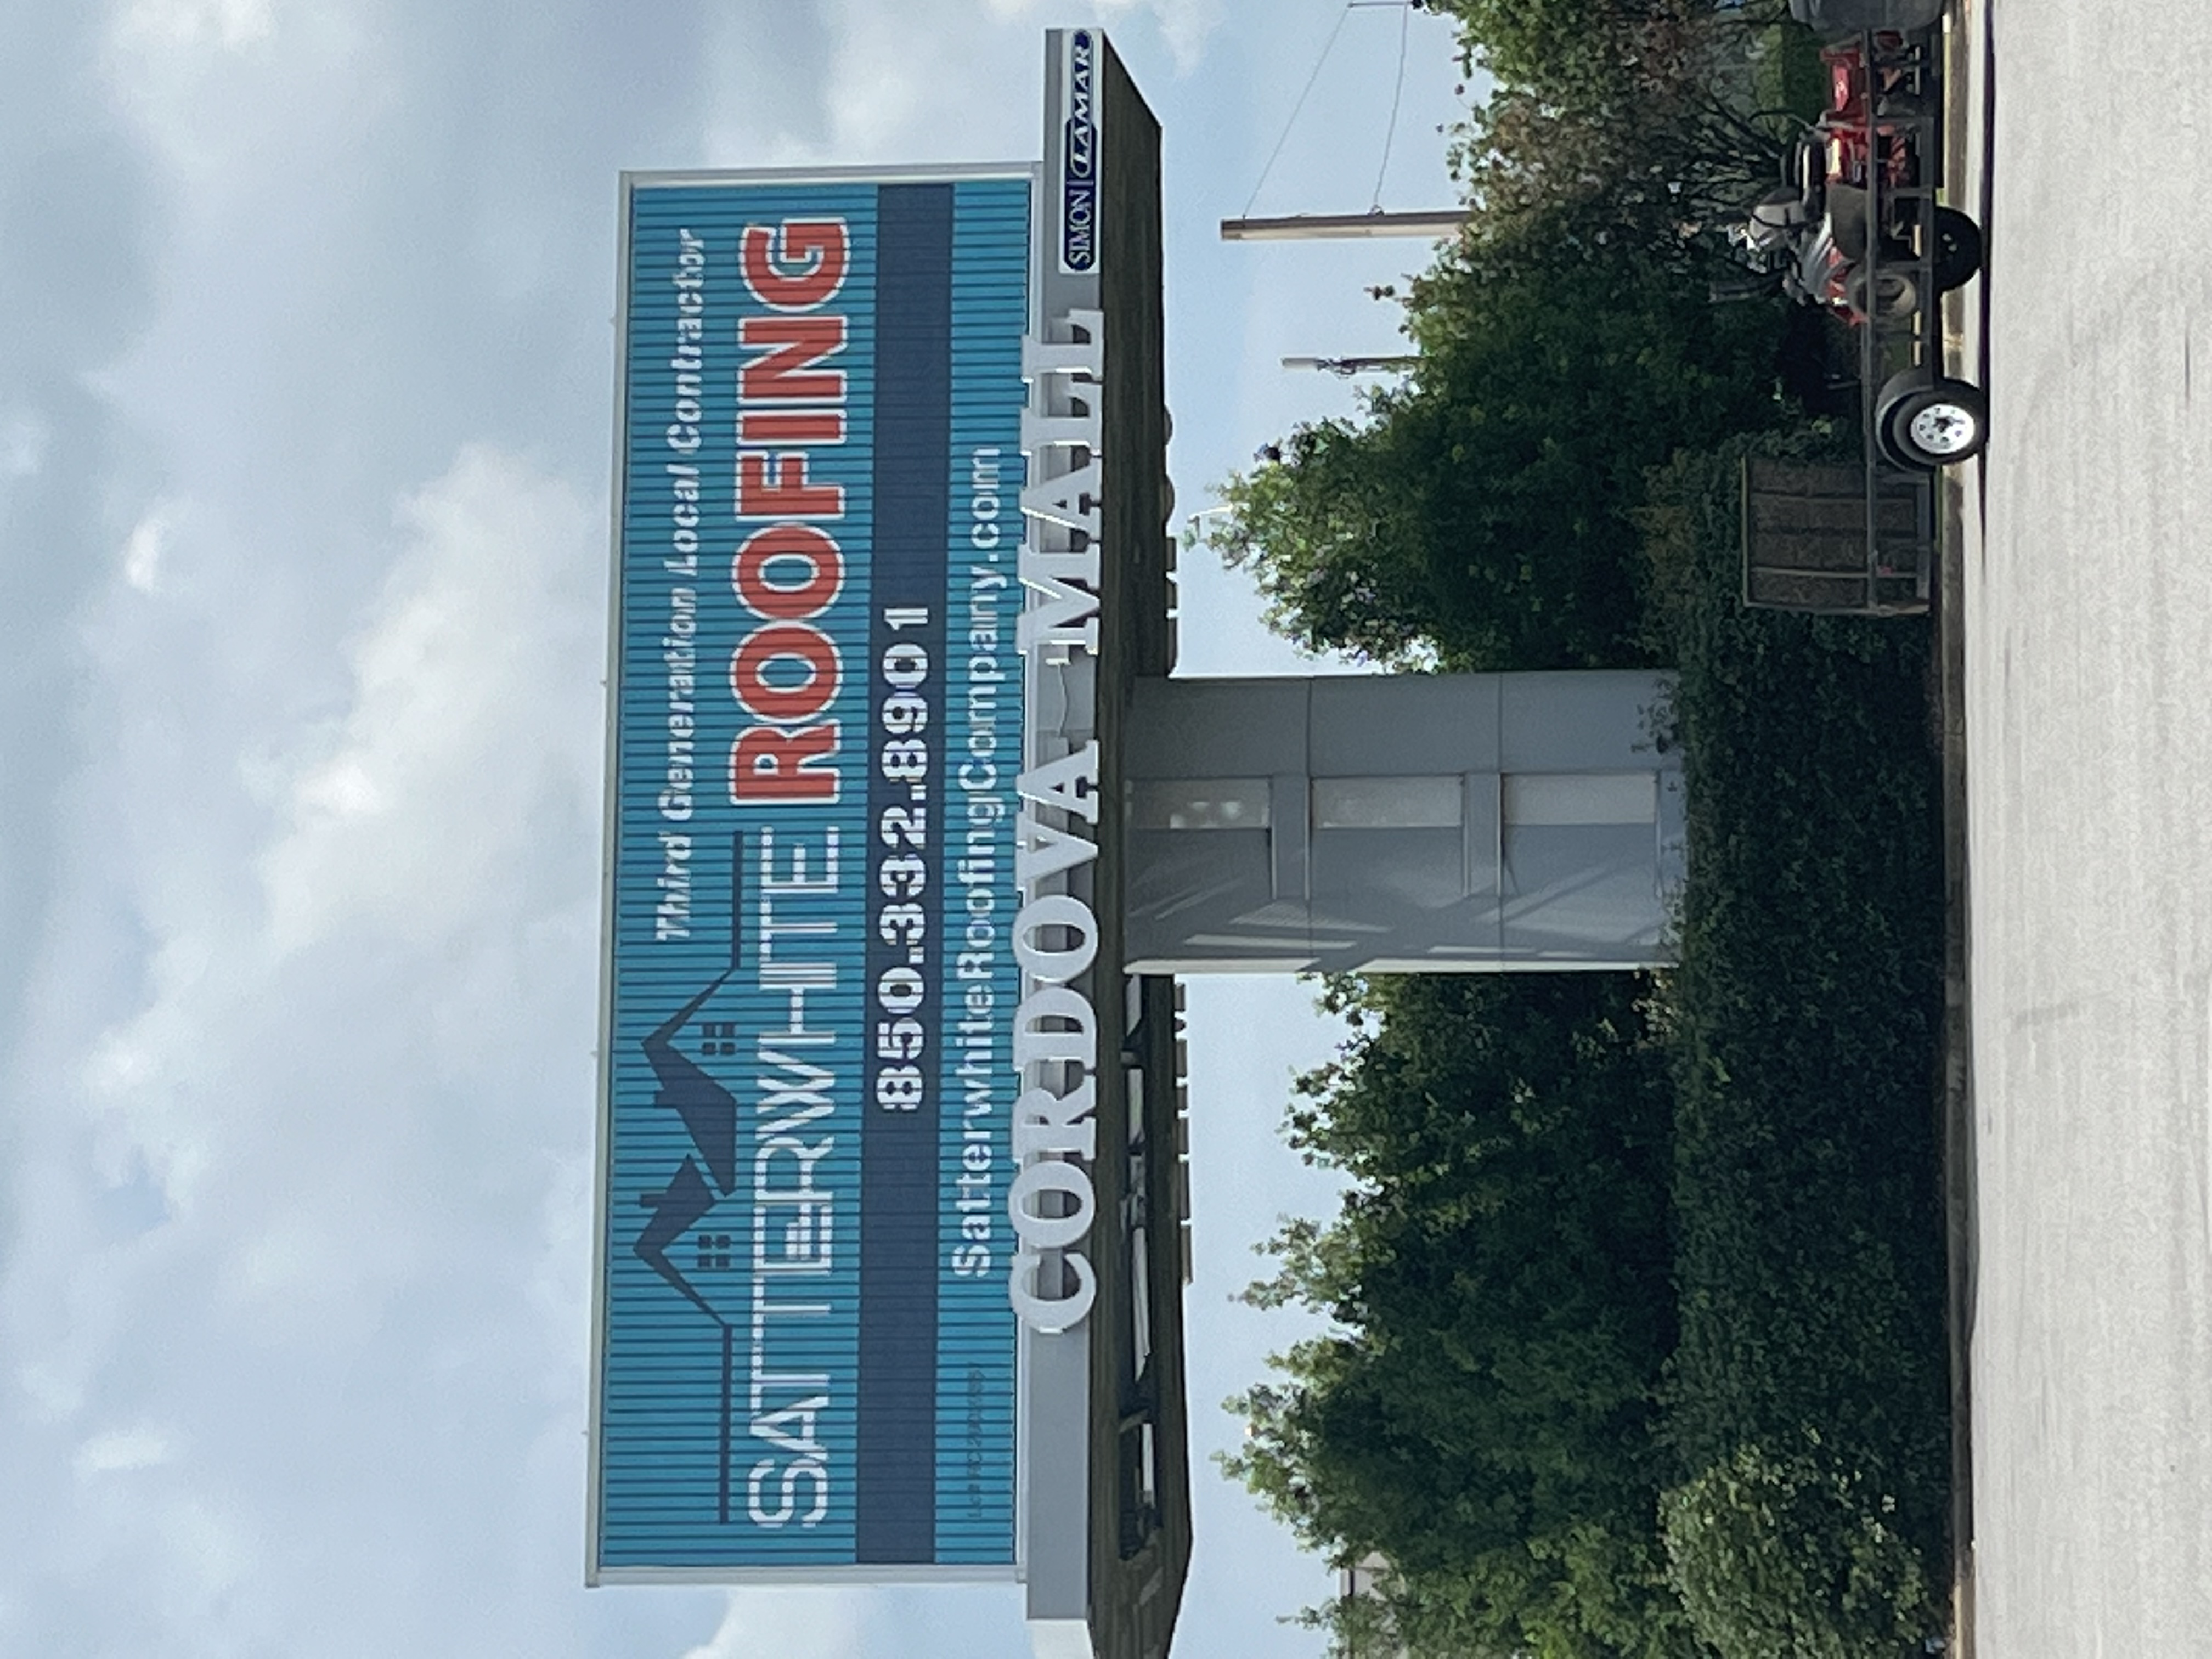 Third Generation Local Contractor
SATTERWHITE ROOFING
850.332.8901
SatterwhiteRoofingCompany.com
CORDOVA MALL
SIMON | LAMAR